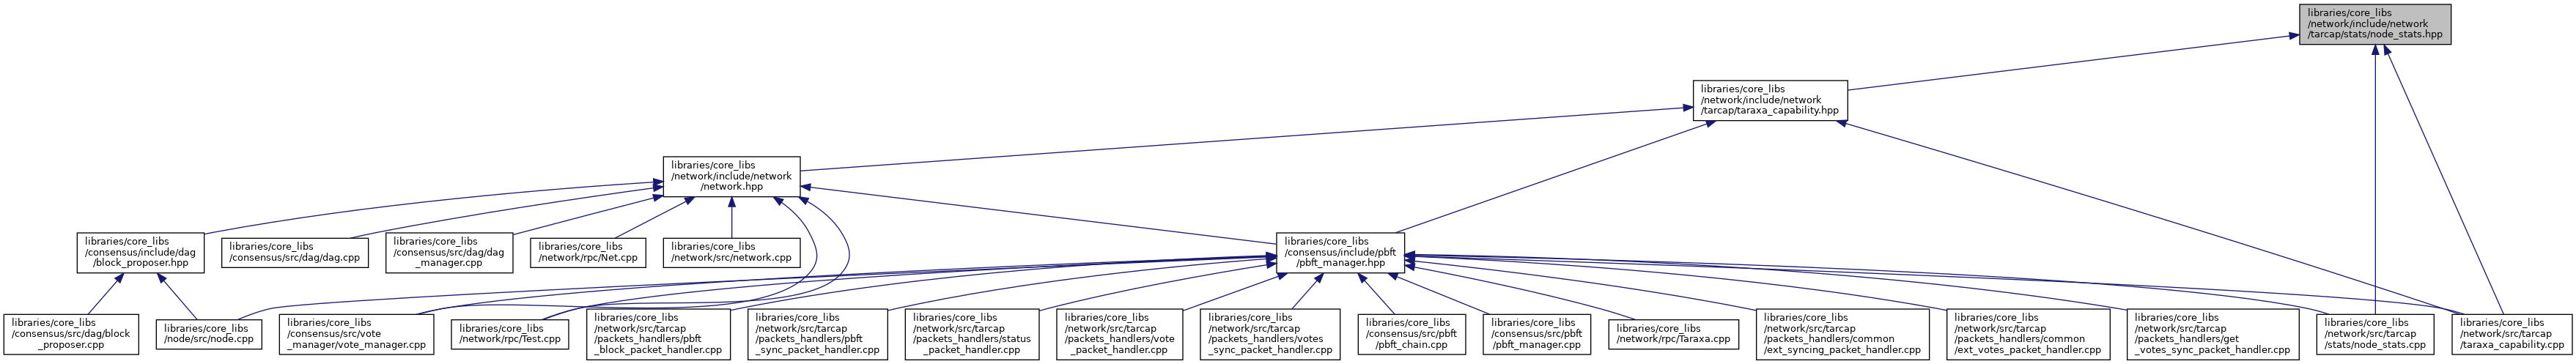 libraries/core_libs
/network/include/network
/tarcap/stats/node_stats.hpp
libraries/core_libs
/network/include/network
/tarcap/taraxa_capability.hpp
libraries/core_libs
/network/include/network
/network.hpp
libraries/core_libs
/consensus/include/dag
/block_proposer.hpp
libraries/core_libs
/consensus/src/dag/dag.cpp
libraries/core_libs
/consensus/src/dag/dag
_manager.cpp
libraries/core_libs
/network/rpc/Net.cpp
libraries/core_libs
/network/src/network.cpp
libraries/core_libs
/consensus/include/pbft
/pbft_manager.hpp
libraries/core_libs
/consensus/src/dag/block
_proposer.cpp
libraries/core_libs
/node/src/node.cpp
libraries/core_libs
/consensus/src/vote
_manager/vote_manager.cpp
libraries/core_libs
/network/rpc/Test.cpp
libraries/core_libs
/network/src/tarcap
/packets_handlers/pbft
_block_packet_handler.cpp
libraries/core_libs
/network/src/tarcap
/packets_handlers/pbft
_sync_packet_handler.cpp
libraries/core_libs
/network/src/tarcap
/packets_handlers/status
_packet_handler.cpp
libraries/core_libs
/network/src/tarcap
/packets_handlers/vote
_packet_handler.cpp
libraries/core_libs
/network/src/tarcap
/packets_handlers/votes
_sync_packet_handler.cpp
libraries/core_libs
/consensus/src/pbft
/pbft_chain.cpp
libraries/core_libs
/consensus/src/pbft
/pbft_manager.cpp
libraries/core_libs
/network/rpc/Taraxa.cpp
libraries/core_libs
/network/src/tarcap
/packets_handlers/common
/ext_syncing_packet_handler.cpp
libraries/core_libs
/network/src/tarcap
/packets_handlers/common
/ext_votes_packet_handler.cpp
libraries/core_libs
/network/src/tarcap
/packets_handlers/get
_votes_sync_packet_handler.cpp
libraries/core_libs
/network/src/tarcap
/stats/node_stats.cpp
libraries/core_libs
/network/src/tarcap
/taraxa_capability.cpp